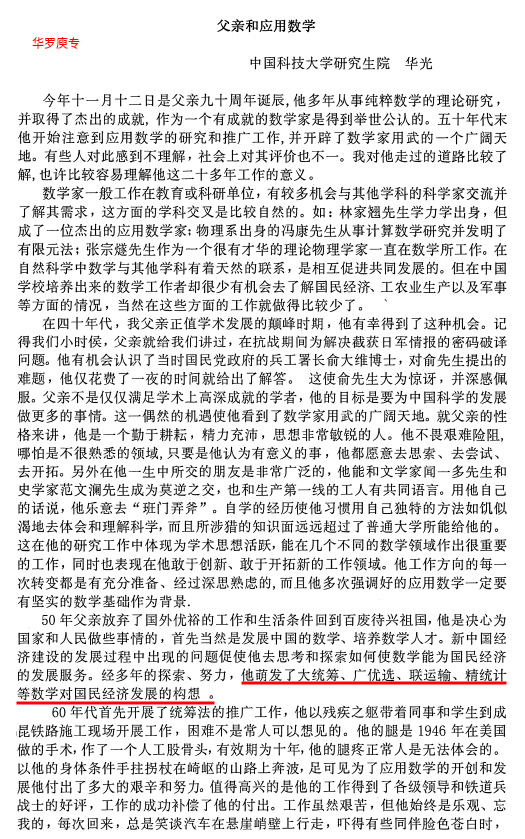 父亲和应用数学
华罗庚专
中国科技大学研究生院 华光
今年十一月十二日是父亲九十周年诞辰,他多年从事纯粹数学的理论研究,
并取得了杰出的成就, 作为一个有成就的数学家是得到举世公认的。五十年代末
他开始注意到应用数学的研究和推广工作,并开辟了数学家用武的一个广阔天
地。有些人对此感到不理解,社会上对其评价也不一。我对他走过的道路比较了
解,也许比较容易理解他这二十多年工作的意义。
数学家一般工作在教育或科研单位,有较多机会与其他学科的科学家交流并
了解其需求,这方面的学科交叉是比较自然的。如:林家翘先生学力学出身,但
成了一位杰出的应用数学家;物理系出身的冯康先生从事计算数学研究并发明了
有限元法;张宗燧先生作为一个很有才华的理论物理学家一直在数学所工作。在
自然科学中数学与其他学科有着天然的联系,是相互促进共同发展的。但在中国
学校培养出来的数学工作者却很少有机会去了解国民经济、工农业生产以及军事
等方面的情况,当然在这些方面的工作就做得比较少了。
在四十年代,我父亲正值学术发展的颠峰时期,他有幸得到了这种机会。记
得我们小时侯,父亲就给我们讲过,在抗战期间为解决截获日军情报的密码破译
问题。他有机会认识了当时国民党政府的兵工署长俞大维博士,对俞先生提出的
难题,他仅花费了一夜的时间就给出了解答。 这使俞先生大为惊讶,并深感佩
服。父亲不是仅仅满足学术上高深成就的学者,他的目标是要为中国科学的发展
做更多的事情。这一偶然的机遇使他看到了数学家用武的广阔天地。就父亲的性
格来讲,他是一个勤于耕耘,精力充沛,思想非常敏锐的人。他不畏艰难险阻,
哪怕是不很熟悉的领域,只要是他认为有意义的事,他都愿意去思索、去尝试、
去开拓。另外在他一生中所交的朋友是非常广泛的,他能和文学家闻一多先生和
史学家范文澜先生成为莫逆之交,也和生产第一线的工人有共同语言。用他自己
的话说,他乐意去“班门弄斧”。自学的经历使他习惯用自己独特的方法如饥似
渴地去体会和理解科学,而且所涉猎的知识面远远超过了普通大学所能给他的。
这在他的研究工作中体现为学术思想活跃,能在几个不同的数学领域作出很重要
的工作,同时也表现在他敢于创新、敢于开拓新的工作领域。他工作方向的每一
次转变都是有充分准备、经过深思熟虑的,而且他多次强调好的应用数学一定要
有坚实的数学基础作为背景.
50 年父亲放弃了国外优裕的工作和生活条件回到百废待兴祖国,他是决心为
国家和人民做些事情的,首先当然是发展中国的数学、培养数学人才。新中国经
济建设的发展过程中出现的问题促使他去思考和探索如何使数学能为国民经济
的发展服务。经多年的探索、努力,他萌发了大统筹、广优选、联运输、精统计
等数学对国民经济发展的构想 。
60 年代首先开展了统筹法的推广工作,他以残疾之躯带着同事和学生到成
昆铁路施工现场开展工作,困难不是常人可以想见的。他的腿是 1946 年在美国
做的手术,作了一个人工股骨头,有效期为十年,他的腿疼正常人是无法体会的。
以他的身体条件手拄拐杖在崎岖的山路上奔波,足可见为了应用数学的开创和发
展他付出了多大的艰辛和努力。值得高兴的是他的工作得到了各级领导和铁道兵
战士的好评,工作的成功补偿了他的付出。工作虽然艰苦,但他始终是乐观、忘
我的,每次回来,总是笑谈汽车在悬崖峭壁上行走,吓得有些同伴脸色苍白时,